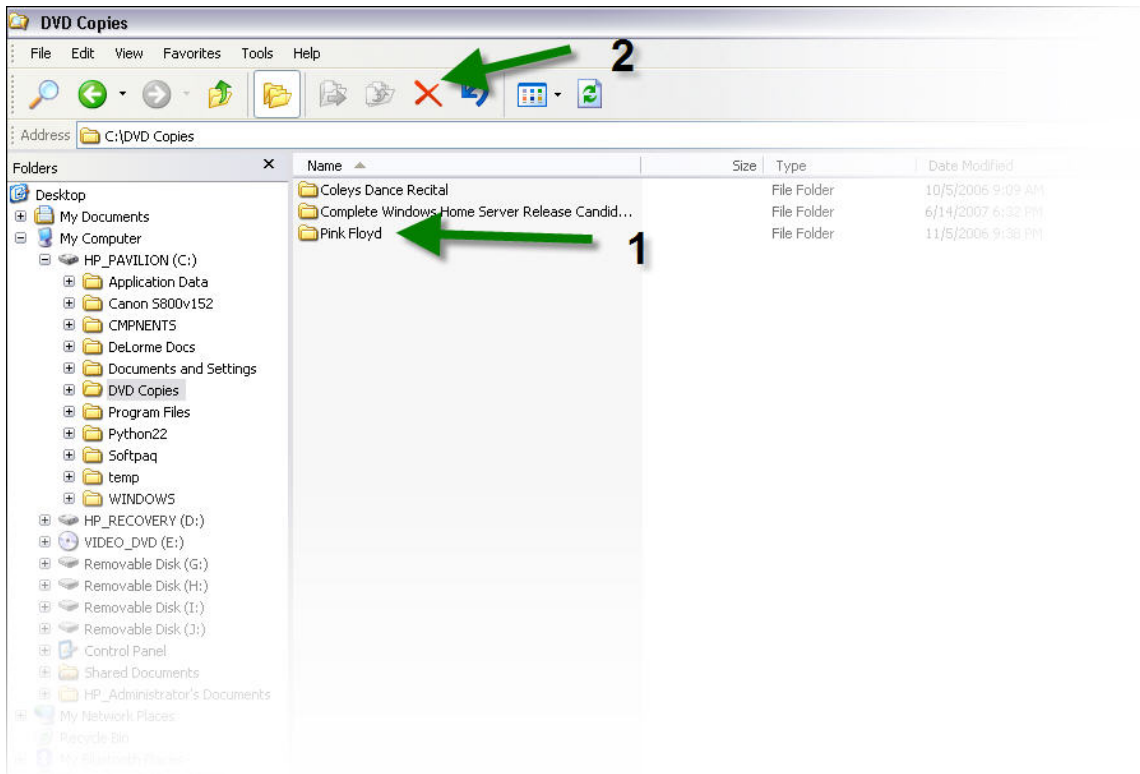 DVD Copies
File Edit View Favorites Tools Help
2
Address C:\DVD Copies
Folders
Name Size Type Date Modified
Desktop
My Documents
My Computer
HP_PAVILION (C:)
Application Data
Canon S800v152
CMPNENTS
DeLorme Docs
Documents and Settings
DVD Copies
Program Files
Python22
Softpaq
temp
WINDOWS
HP_RECOVERY (D:)
VIDEO_DVD (E:)
Removable Disk (G:)
Removable Disk (H:)
Removable Disk (I:)
Removable Disk (J:)
Control Panel
Shared Documents
HP_Administrator's Documents
My Network Places
Recycle Bin
My Bluetooth Places
Coleys Dance Recital File Folder 10/5/2006 9:09 AM
Complete Windows Home Server Release Candid... File Folder 6/14/2007 6:32 PM
Pink Floyd File Folder 11/5/2006 9:38 PM
1